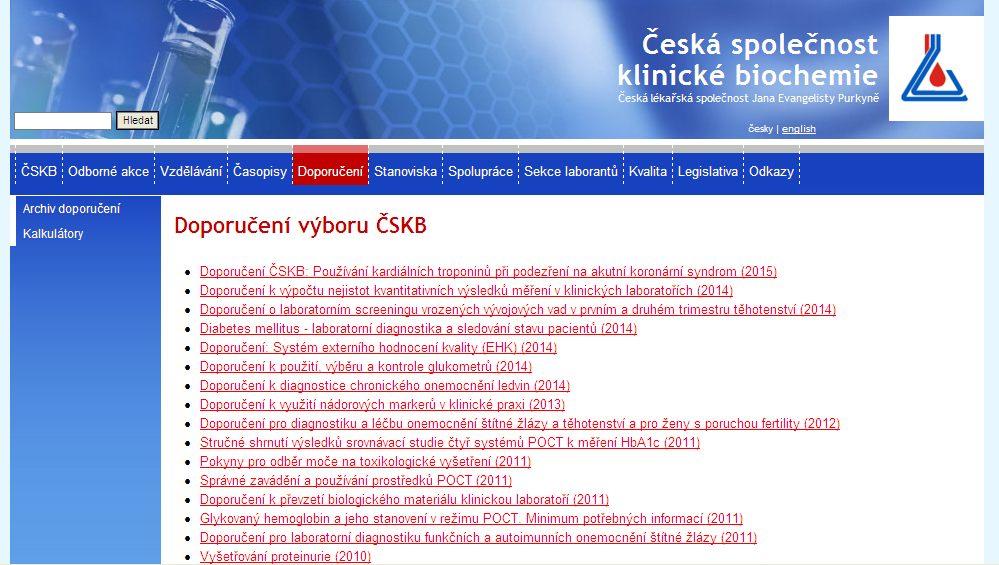 Česká společnost
klinické biochemie
Česká lékařská společnost Jana Evangelisty Purkyně
Hledat
česky | english
ČSKB Odborné akce Vzdělávání Časopisy Doporučení Stanoviska Spolupráce Sekce laborantů Kvalita Legislativa Odkazy
Archiv doporučení
Kalkulátory
Doporučení výboru ČSKB
Doporučení ČSKB: Používání kardiálních troponinů při podezření na akutní koronární syndrom (2015)
Doporučení k výpočtu nejistot kvantitativních výsledků měření v klinických laboratořích (2014)
Doporučení o laboratorním screeningu vrozených vývojových vad v prvním a druhém trimestru těhotenství (2014)
Diabetes mellitus - laboratorní diagnostika a sledování stavu pacientů (2014)
Doporučení: Systém externího hodnocení kvality (EHK) (2014)
Doporučení k použití, výběru a kontrole glukometrů (2014)
Doporučení k diagnostice chronického onemocnění ledvin (2014)
Doporučení k využití nádorových markerů v klinické praxi (2013)
Doporučení pro diagnostiku a léčbu onemocnění štítné žlázy a těhotenství a pro ženy s poruchou fertility (2012)
Stručné shrnutí výsledků srovnávací studie čtyř systémů POCT k měření HbA1c (2011)
Pokyny pro odběr moče na toxikologické vyšetření (2011)
Správné zavádění a používání prostředků POCT (2011)
Doporučení k převzetí biologického materiálu klinickou laboratoří (2011)
Glykovaný hemoglobin a jeho stanovení v režimu POCT. Minimum potřebných informací (2011)
Doporučení pro laboratorní diagnostiku funkčních a autoimunních onemocnění štítné žlázy (2011)
Vyšetřování proteinurie (2010)